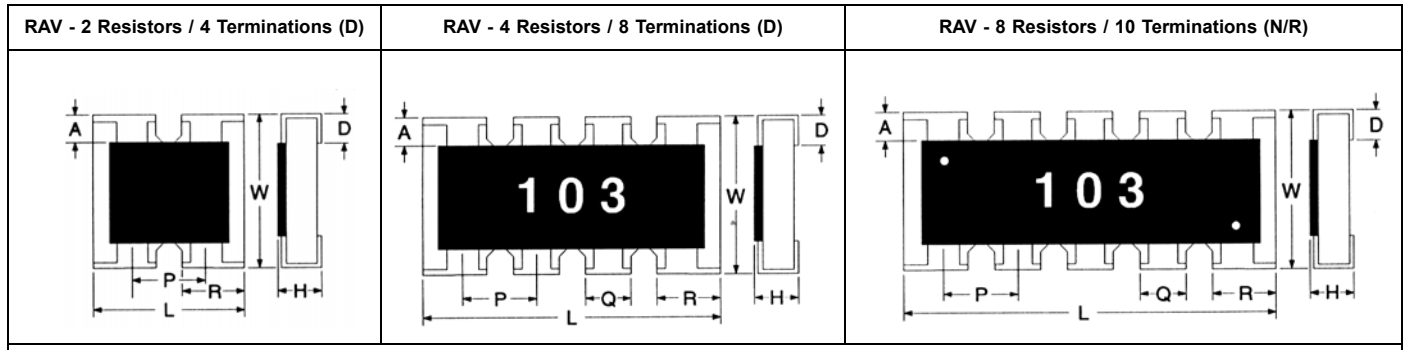 RAV - 2 Resistors / 4 Terminations (D)
A
D
W
P
R
H
L
RAV - 4 Resistors / 8 Terminations (D)
A
D
103
W
P
Q
R
H
L
RAV - 8 Resistors / 10 Terminations (N/R)
A
D
103
W
P
Q
R
H
L